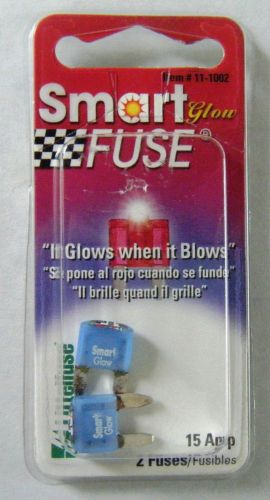 Item # 11-1002
Smart Glow
FUSE®
"It Glows when it Blows"
"Se pone al rojo cuando se funde"
"Il brille quand il grille"
Smart
Glow
Littelfuse
Smart
Glow
15 Amp
2 Fuses/Fusibles